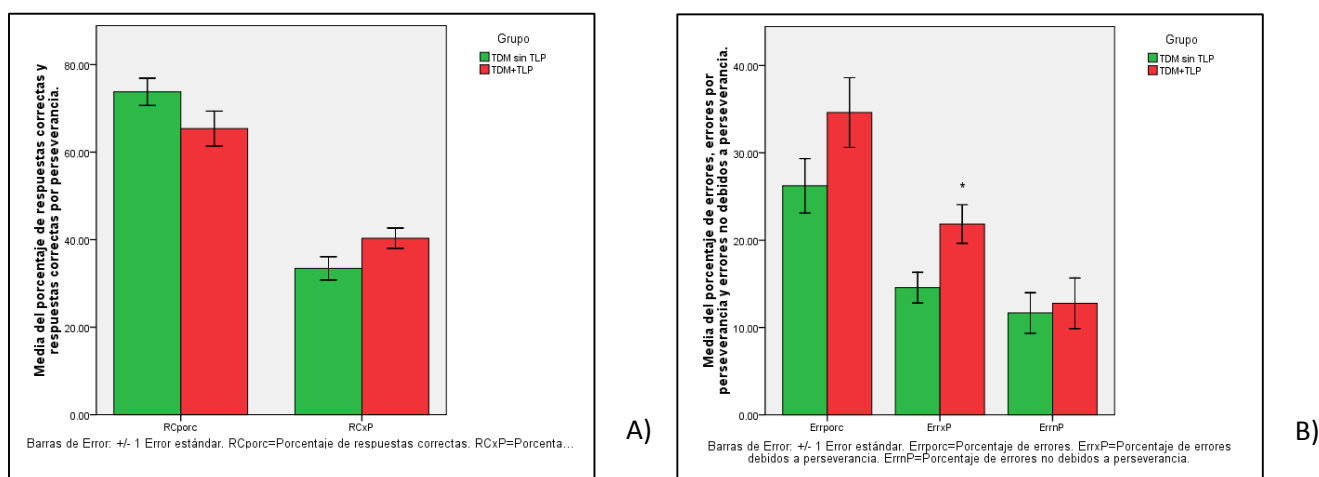 Media del porcentaje de respuestas correctas y
respuestas correctas por perseverancia.
80.00
60.00
40.00
20.00
0.00
RCporc
RCxP
Grupo
TDM sin TLP
TDM+TLP
Barras de Error: +/- 1 Error estándar. RCporc=Porcentaje de respuestas correctas. RCxP=Porcenta...
A)
Media del porcentaje de errores, errores por
perseverancia y errores no debidos a perseverancia.
40.00
30.00
20.00
10.00
0.00
*
Errporc
ErrxP
ErrnP
Grupo
TDM sin TLP
TDM+TLP
Barras de Error: +/- 1 Error estándar. Errporc=Porcentaje de errores. ErrxP=Porcentaje de errores
debidos a perseverancia. ErrnP=Porcentaje de errores no debidos a perseverancia.
B)